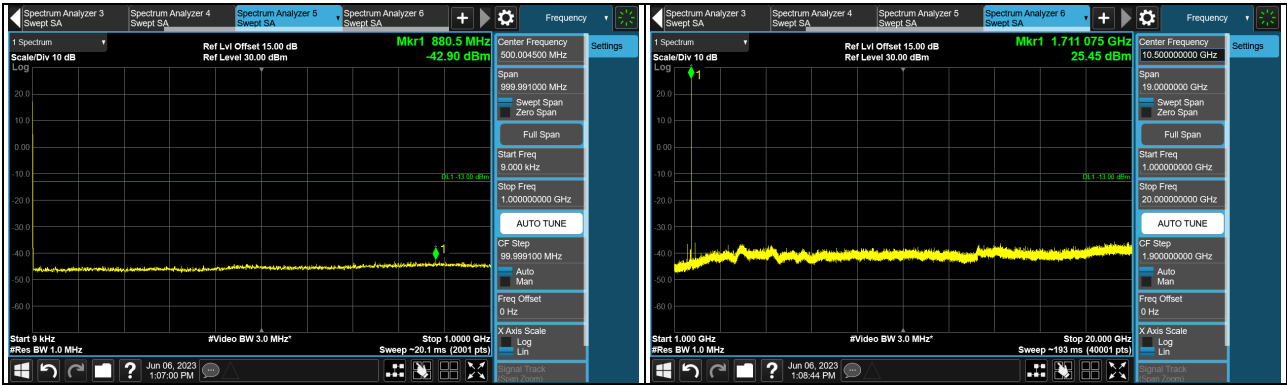 Spectrum Analyzer 3
Swept SA
Spectrum Analyzer 4
Swept SA
Spectrum Analyzer 5
Swept SA
Spectrum Analyzer 6
Swept SA
+
Frequency
1 Spectrum
Scale/Div 10 dB
Log
Ref Lvl Offset 15.00 dB
Ref Level 30.00 dBm
Mkr1 880.5 MHz
-42.90 dBm
20.0
10.0
0.00
-10.0
-20.0
-30.0
-40.0
-50.0
-60.0
DL1 -13.00 dBm
1
Start 9 kHz
#Res BW 1.0 MHz
#Video BW 3.0 MHz*
Stop 1.0000 GHz
Sweep ~20.1 ms (2001 pts)
Center Frequency
500.004500 MHz
Settings
Span
999.991000 MHz
Swept Span
Zero Span
Full Span
Start Freq
9.000 kHz
Stop Freq
1.000000000 GHz
AUTO TUNE
CF Step
99.999100 MHz
Auto
Man
Freq Offset
0 Hz
X Axis Scale
Log
Lin
Signal Track
(Span Zoom)
?
Jun 06, 2023
1:07:00 PM
Spectrum Analyzer 3
Swept SA
Spectrum Analyzer 4
Swept SA
Spectrum Analyzer 5
Swept SA
Spectrum Analyzer 6
Swept SA
+
Frequency
1 Spectrum
Scale/Div 10 dB
Log
Ref Lvl Offset 15.00 dB
Ref Level 30.00 dBm
Mkr1 1.711 075 GHz
25.45 dBm
1
20.0
10.0
0.00
-10.0
-20.0
-30.0
-40.0
-50.0
-60.0
DL1 -13.00 dBm
Start 1.000 GHz
#Res BW 1.0 MHz
#Video BW 3.0 MHz*
Stop 20.000 GHz
Sweep ~193 ms (40001 pts)
Center Frequency
10.500000000 GHz
Settings
Span
19.0000000 GHz
Swept Span
Zero Span
Full Span
Start Freq
1.000000000 GHz
Stop Freq
20.000000000 GHz
AUTO TUNE
CF Step
1.900000000 GHz
Auto
Man
Freq Offset
0 Hz
X Axis Scale
Log
Lin
Signal Track
(Span Zoom)
?
Jun 06, 2023
1:08:44 PM